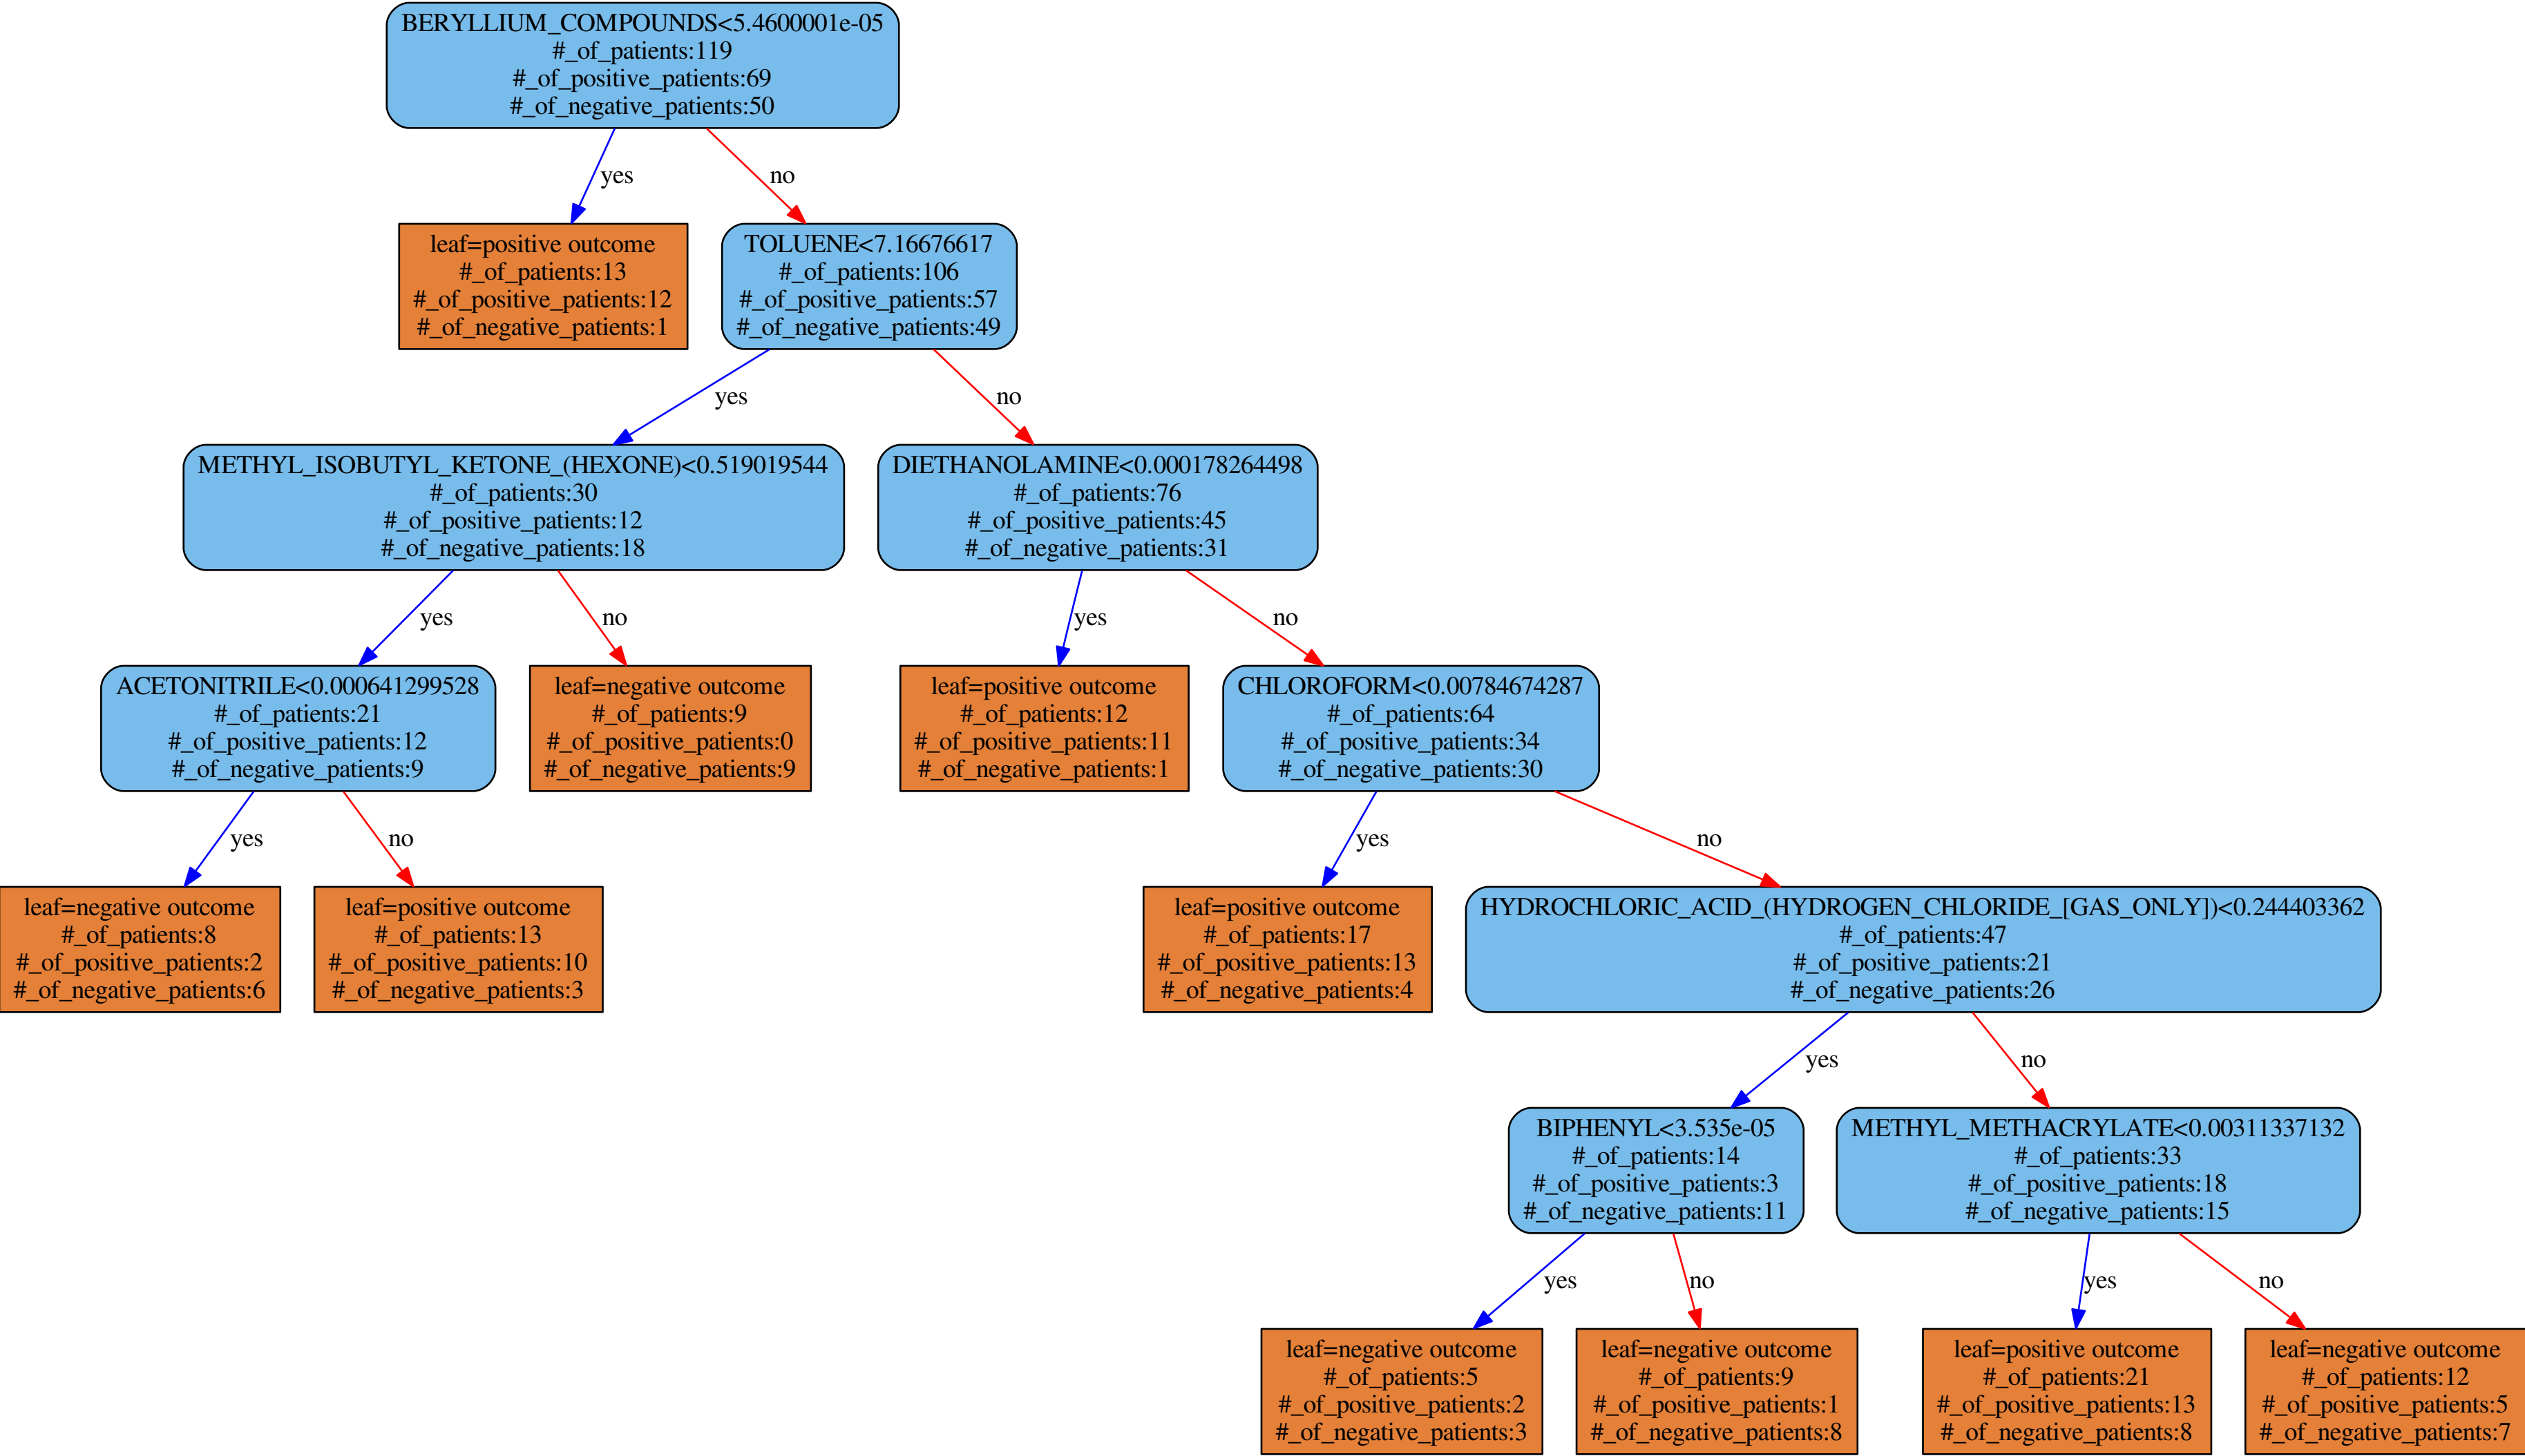 BERYLLIUM_COMPOUNDS<5.4600001e-05
#_of_patients:119
#_of_positive_patients:69
#_of_negative_patients:50
yes
no
leaf=positive outcome
#_of_patients:13
#_of_positive_patients:12
#_of_negative_patients:1
TOLUENE<7.16676617
#_of_patients:106
#_of_positive_patients:57
#_of_negative_patients:49
yes
no
METHYL_ISOBUTYL_KETONE_(HEXONE)<0.519019544
#_of_patients:30
#_of_positive_patients:12
#_of_negative_patients:18
DIETHANOLAMINE<0.000178264498
#_of_patients:76
#_of_positive_patients:45
#_of_negative_patients:31
yes
no
yes
no
ACETONITRILE<0.000641299528
#_of_patients:21
#_of_positive_patients:12
#_of_negative_patients:9
leaf=negative outcome
#_of_patients:9
#_of_positive_patients:0
#_of_negative_patients:9
leaf=positive outcome
#_of_patients:12
#_of_positive_patients:11
#_of_negative_patients:1
CHLOROFORM<0.00784674287
#_of_patients:64
#_of_positive_patients:34
#_of_negative_patients:30
yes
no
yes
no
leaf=negative outcome
#_of_patients:8
#_of_positive_patients:2
#_of_negative_patients:6
leaf=positive outcome
#_of_patients:13
#_of_positive_patients:10
#_of_negative_patients:3
leaf=positive outcome
#_of_patients:17
#_of_positive_patients:13
#_of_negative_patients:4
HYDROCHLORIC_ACID_(HYDROGEN_CHLORIDE_[GAS_ONLY])<0.244403362
#_of_patients:47
#_of_positive_patients:21
#_of_negative_patients:26
yes
no
BIPHENYL<3.535e-05
#_of_patients:14
#_of_positive_patients:3
#_of_negative_patients:11
METHYL_METHACRYLATE<0.00311337132
#_of_patients:33
#_of_positive_patients:18
#_of_negative_patients:15
yes
no
yes
no
leaf=negative outcome
#_of_patients:5
#_of_positive_patients:2
#_of_negative_patients:3
leaf=negative outcome
#_of_patients:9
#_of_positive_patients:1
#_of_negative_patients:8
leaf=positive outcome
#_of_patients:21
#_of_positive_patients:13
#_of_negative_patients:8
leaf=negative outcome
#_of_patients:12
#_of_positive_patients:5
#_of_negative_patients:7